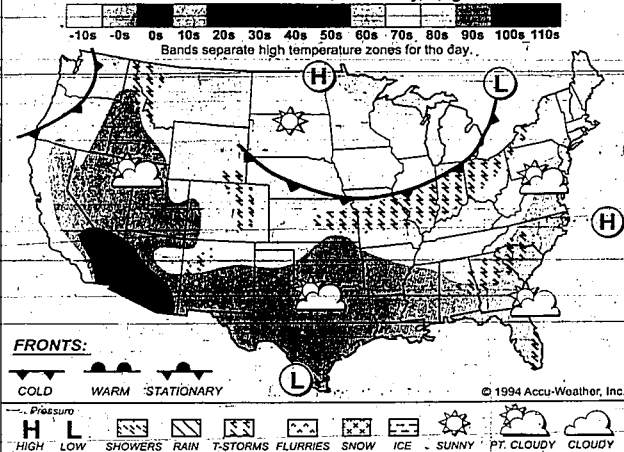 -10s -0s 0s 10s 20s 30s 40s 50s 60s 70s 80s 90s 100s 110s
Bands separate high temperature zones for the day.
H
L
H
L
FRONTS:
COLD WARM STATIONARY
© 1994 Accu-Weather, Inc.
Pressure
H L
HIGH LOW SHOWERS RAIN T-STORMS FLURRIES SNOW ICE SUNNY PT. CLOUDY CLOUDY